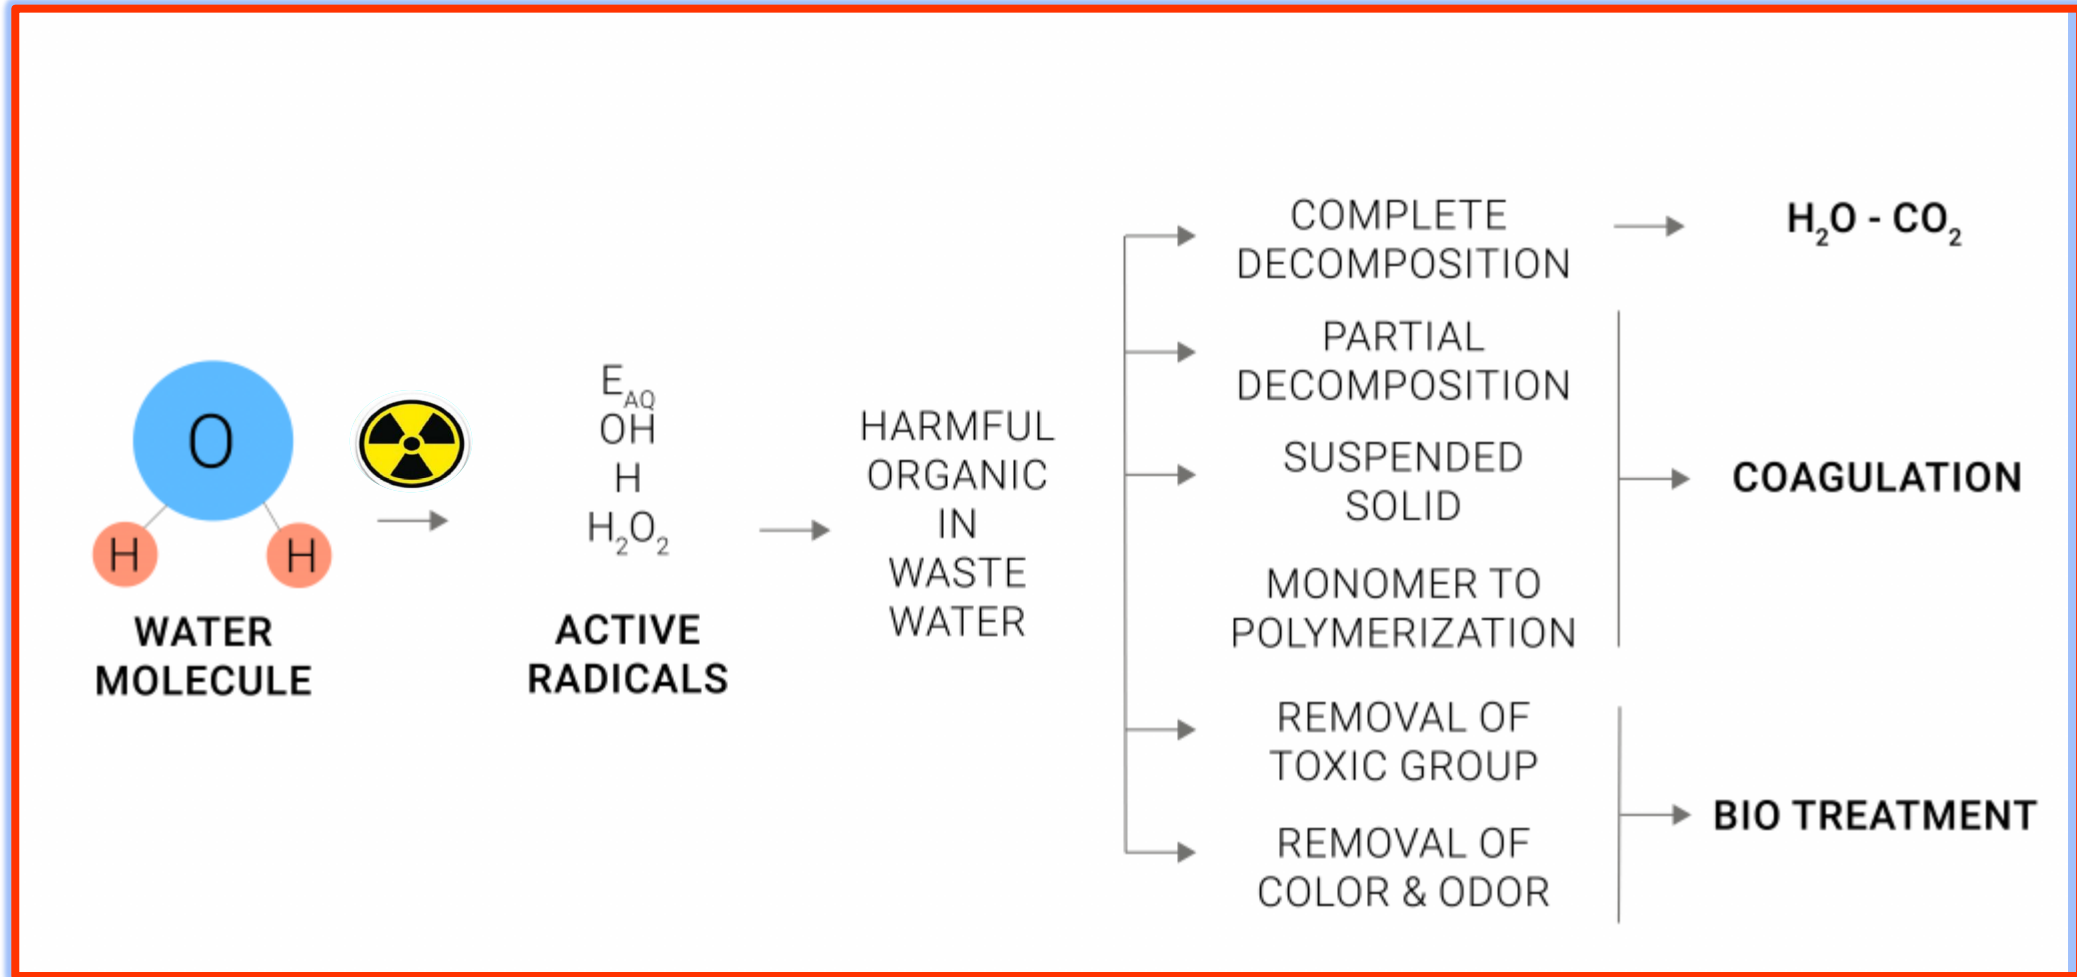 O
H
H
WATER
MOLECULE
E_AQ
OH
H
H₂O₂
ACTIVE
RADICALS
HARMFUL
ORGANIC
IN
WASTE
WATER
COMPLETE
DECOMPOSITION
H₂O - CO₂
PARTIAL
DECOMPOSITION
SUSPENDED
SOLID
MONOMER TO
POLYMERIZATION
COAGULATION
REMOVAL OF
TOXIC GROUP
REMOVAL OF
COLOR & ODOR
BIO TREATMENT